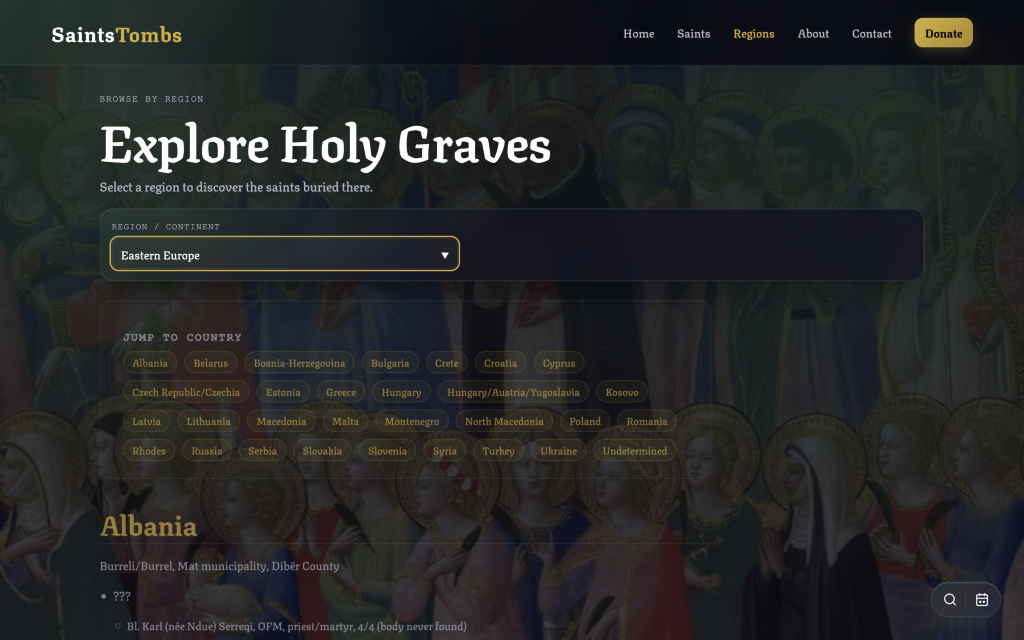 SaintsTombs
Home Saints Regions About Contact Donate
BROWSE BY REGION
Explore Holy Graves
Select a region to discover the saints buried there.
REGION / CONTINENT
Eastern Europe
JUMP TO COUNTRY
Albania Belarus Bosnia-Herzegovina Bulgaria Crete Croatia Cyprus
Czech Republic/Czechia Estonia Greece Hungary Hungary/Austria/Yugoslavia Kosovo
Latvia Lithuania Macedonia Malta Montenegro North Macedonia Poland Romania
Rhodes Russia Serbia Slovakia Slovenia Syria Turkey Ukraine Undetermined
Albania
Burreli/Burrel, Mat municipality, Dibër County
???
Bl. Karl (née Ndue) Serreqi, OFM, priest/martyr, 4/4 (body never found)